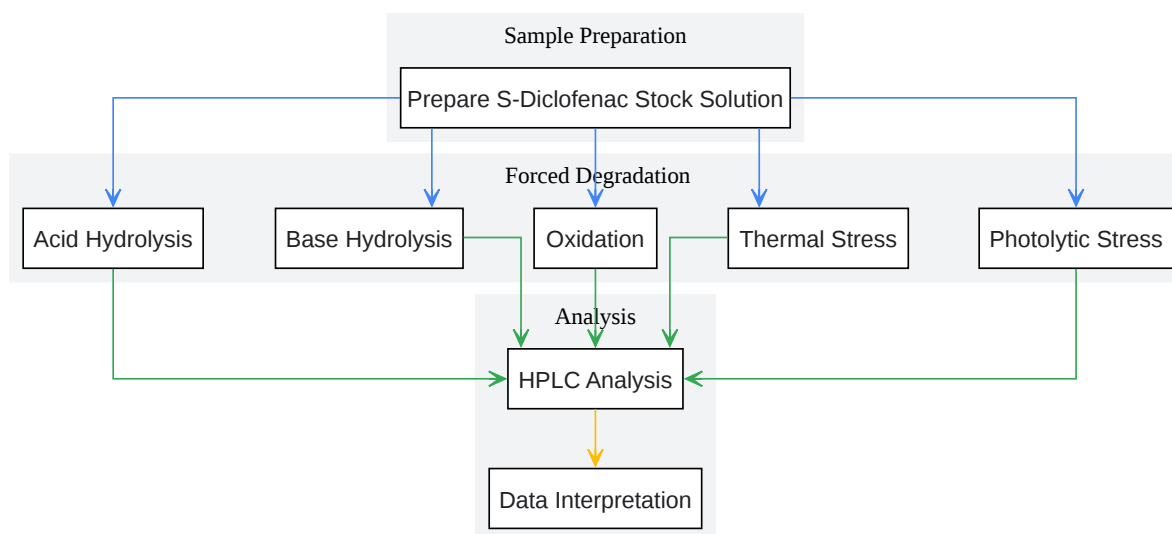 Sample Preparation
Prepare S-Diclofenac Stock Solution
Forced Degradation
Acid Hydrolysis
Base Hydrolysis
Oxidation
Thermal Stress
Photolytic Stress
Analysis
HPLC Analysis
Data Interpretation